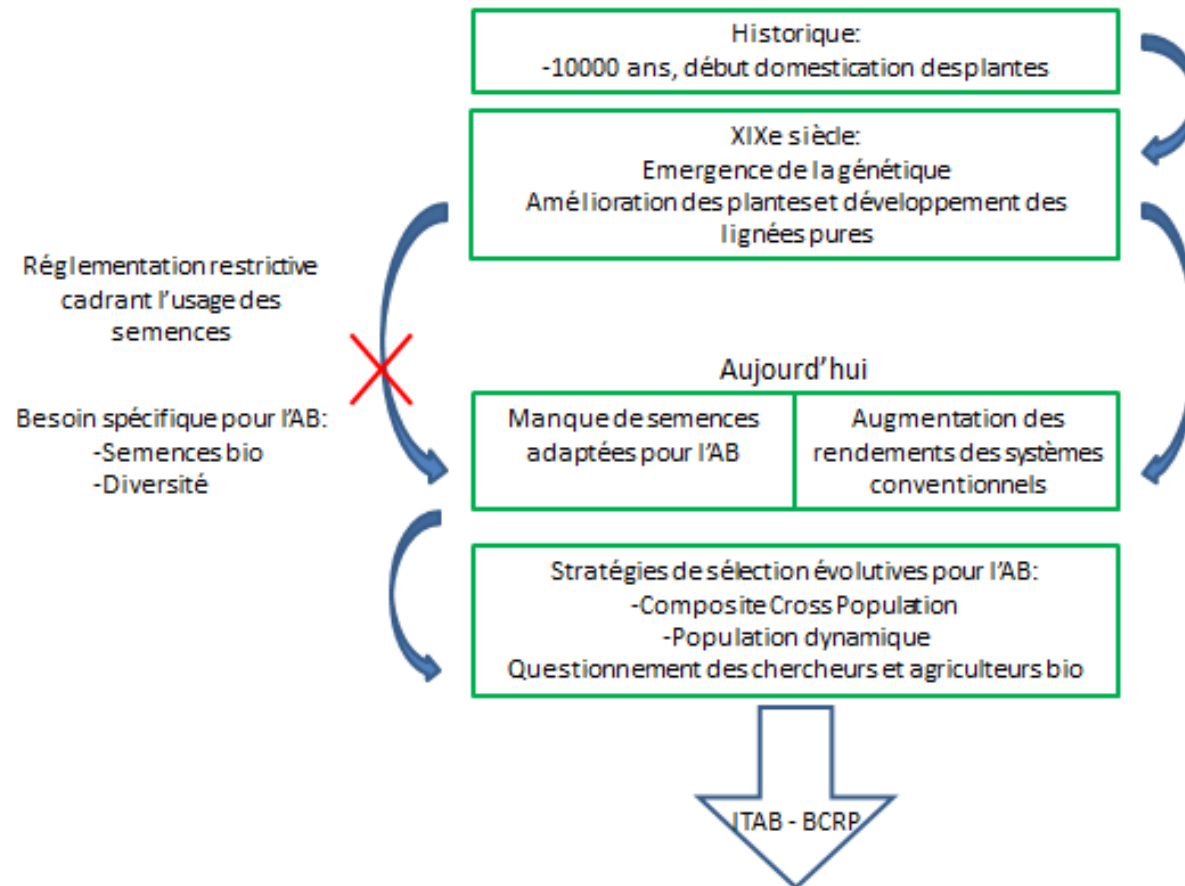 Historique:
-10000 ans, début domestication desplantes
XIXe siècle:
Emergence de la génétique
Amélioration des plantes et développement des
lignées pures
Réglementation restrictive
cadrant l'usage des
semences
Besoin spécifique pour l'AB:
-Semences bio
-Diversité
Aujourd'hui
Manque de semences
adaptées pour l'AB
Augmentation des
rendements des systèmes
conventionnels
Stratégies de sélection évolutives pour l'AB:
-Composite Cross Population
-Population dynamique
Questionnement des chercheurs et agriculteurs bio
ITAB - BCRP